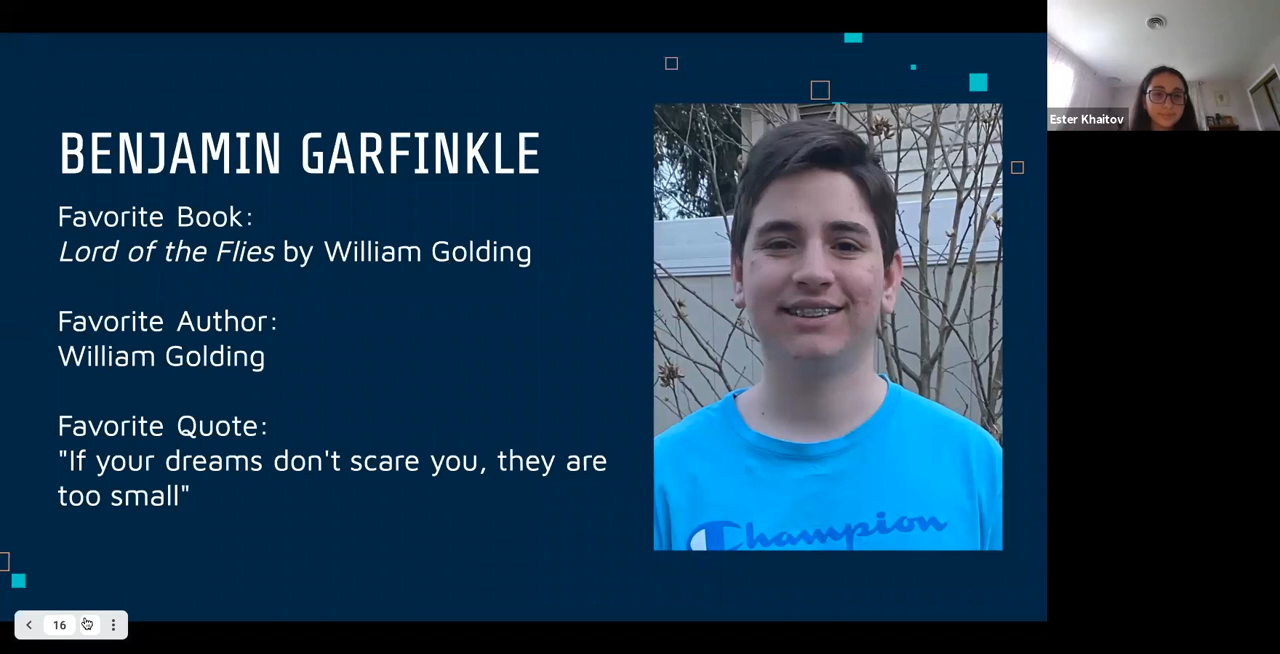 BENJAMIN GARFINKLE
Favorite Book:
Lord of the Flies by William Golding
Favorite Author:
William Golding
Favorite Quote:
"If your dreams don't scare you, they are
too small"
Champion
Ester Khaitov
16